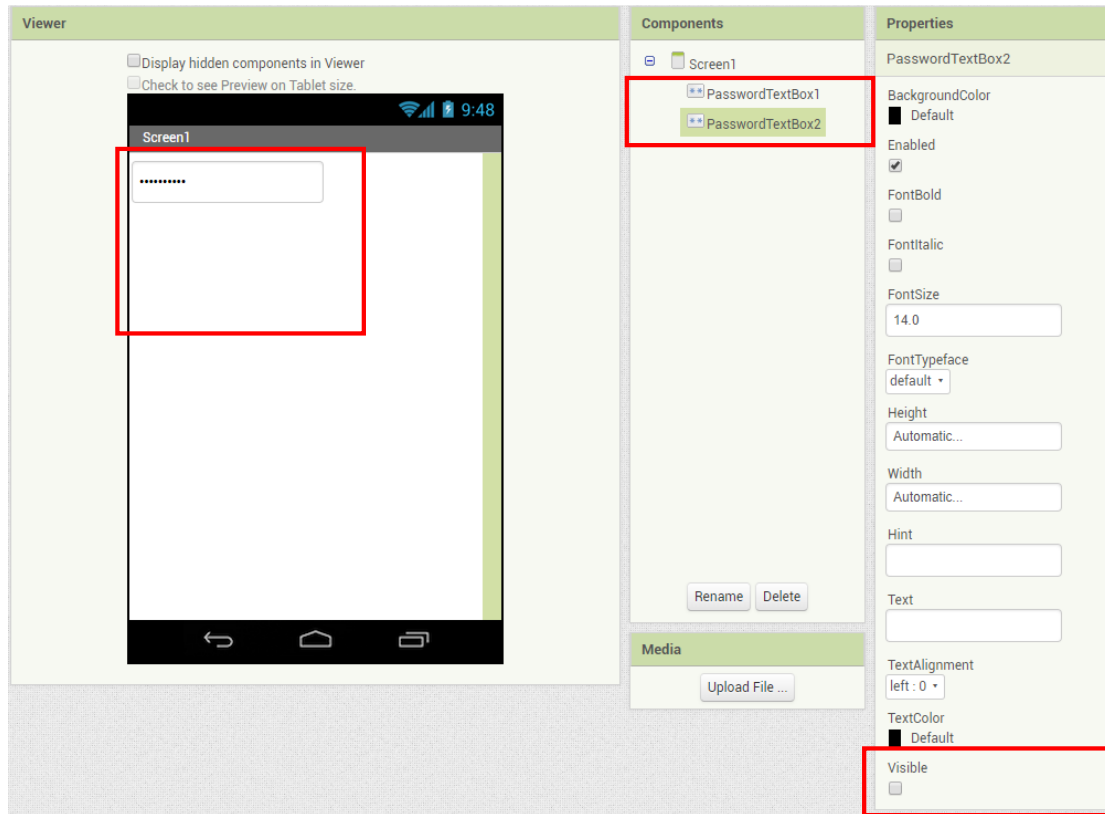 Viewer
Display hidden components in Viewer
Check to see Preview on Tablet size.
9:48
Screen1
••••••••••
Components
Screen1
PasswordTextBox1
PasswordTextBox2
Rename Delete
Media
Upload File ...
Properties
PasswordTextBox2
BackgroundColor
Default
Enabled
FontBold
FontItalic
FontSize
14.0
FontTypeface
default
Height
Automatic...
Width
Automatic...
Hint
Text
TextAlignment
left : 0
TextColor
Default
Visible